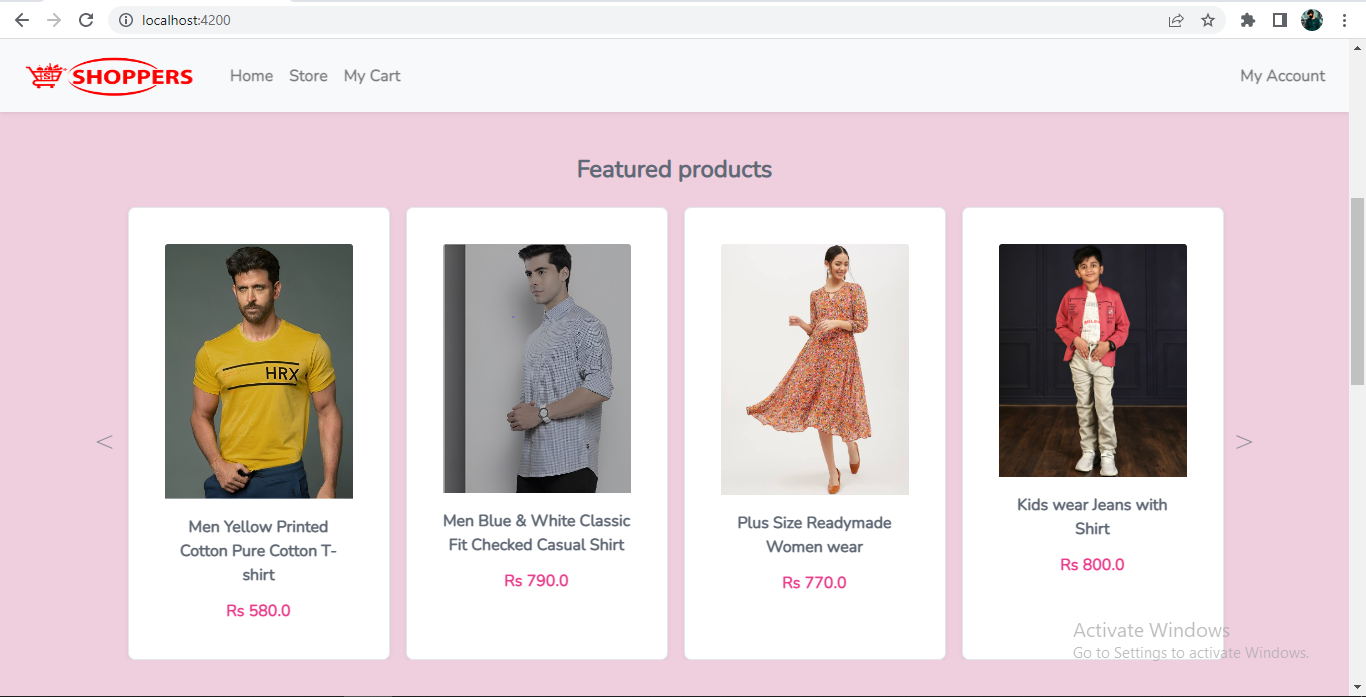 localhost:4200
SHOPPERS
Home Store My Cart
My Account
Featured products
HRX
Men Yellow Printed
Cotton Pure Cotton T-
shirt
Rs 580.0
Men Blue & White Classic
Fit Checked Casual Shirt
Rs 790.0
Plus Size Readymade
Women wear
Rs 770.0
Kids wear Jeans with
Shirt
Rs 800.0
<
>
Activate Windows
Go to Settings to activate Windows.